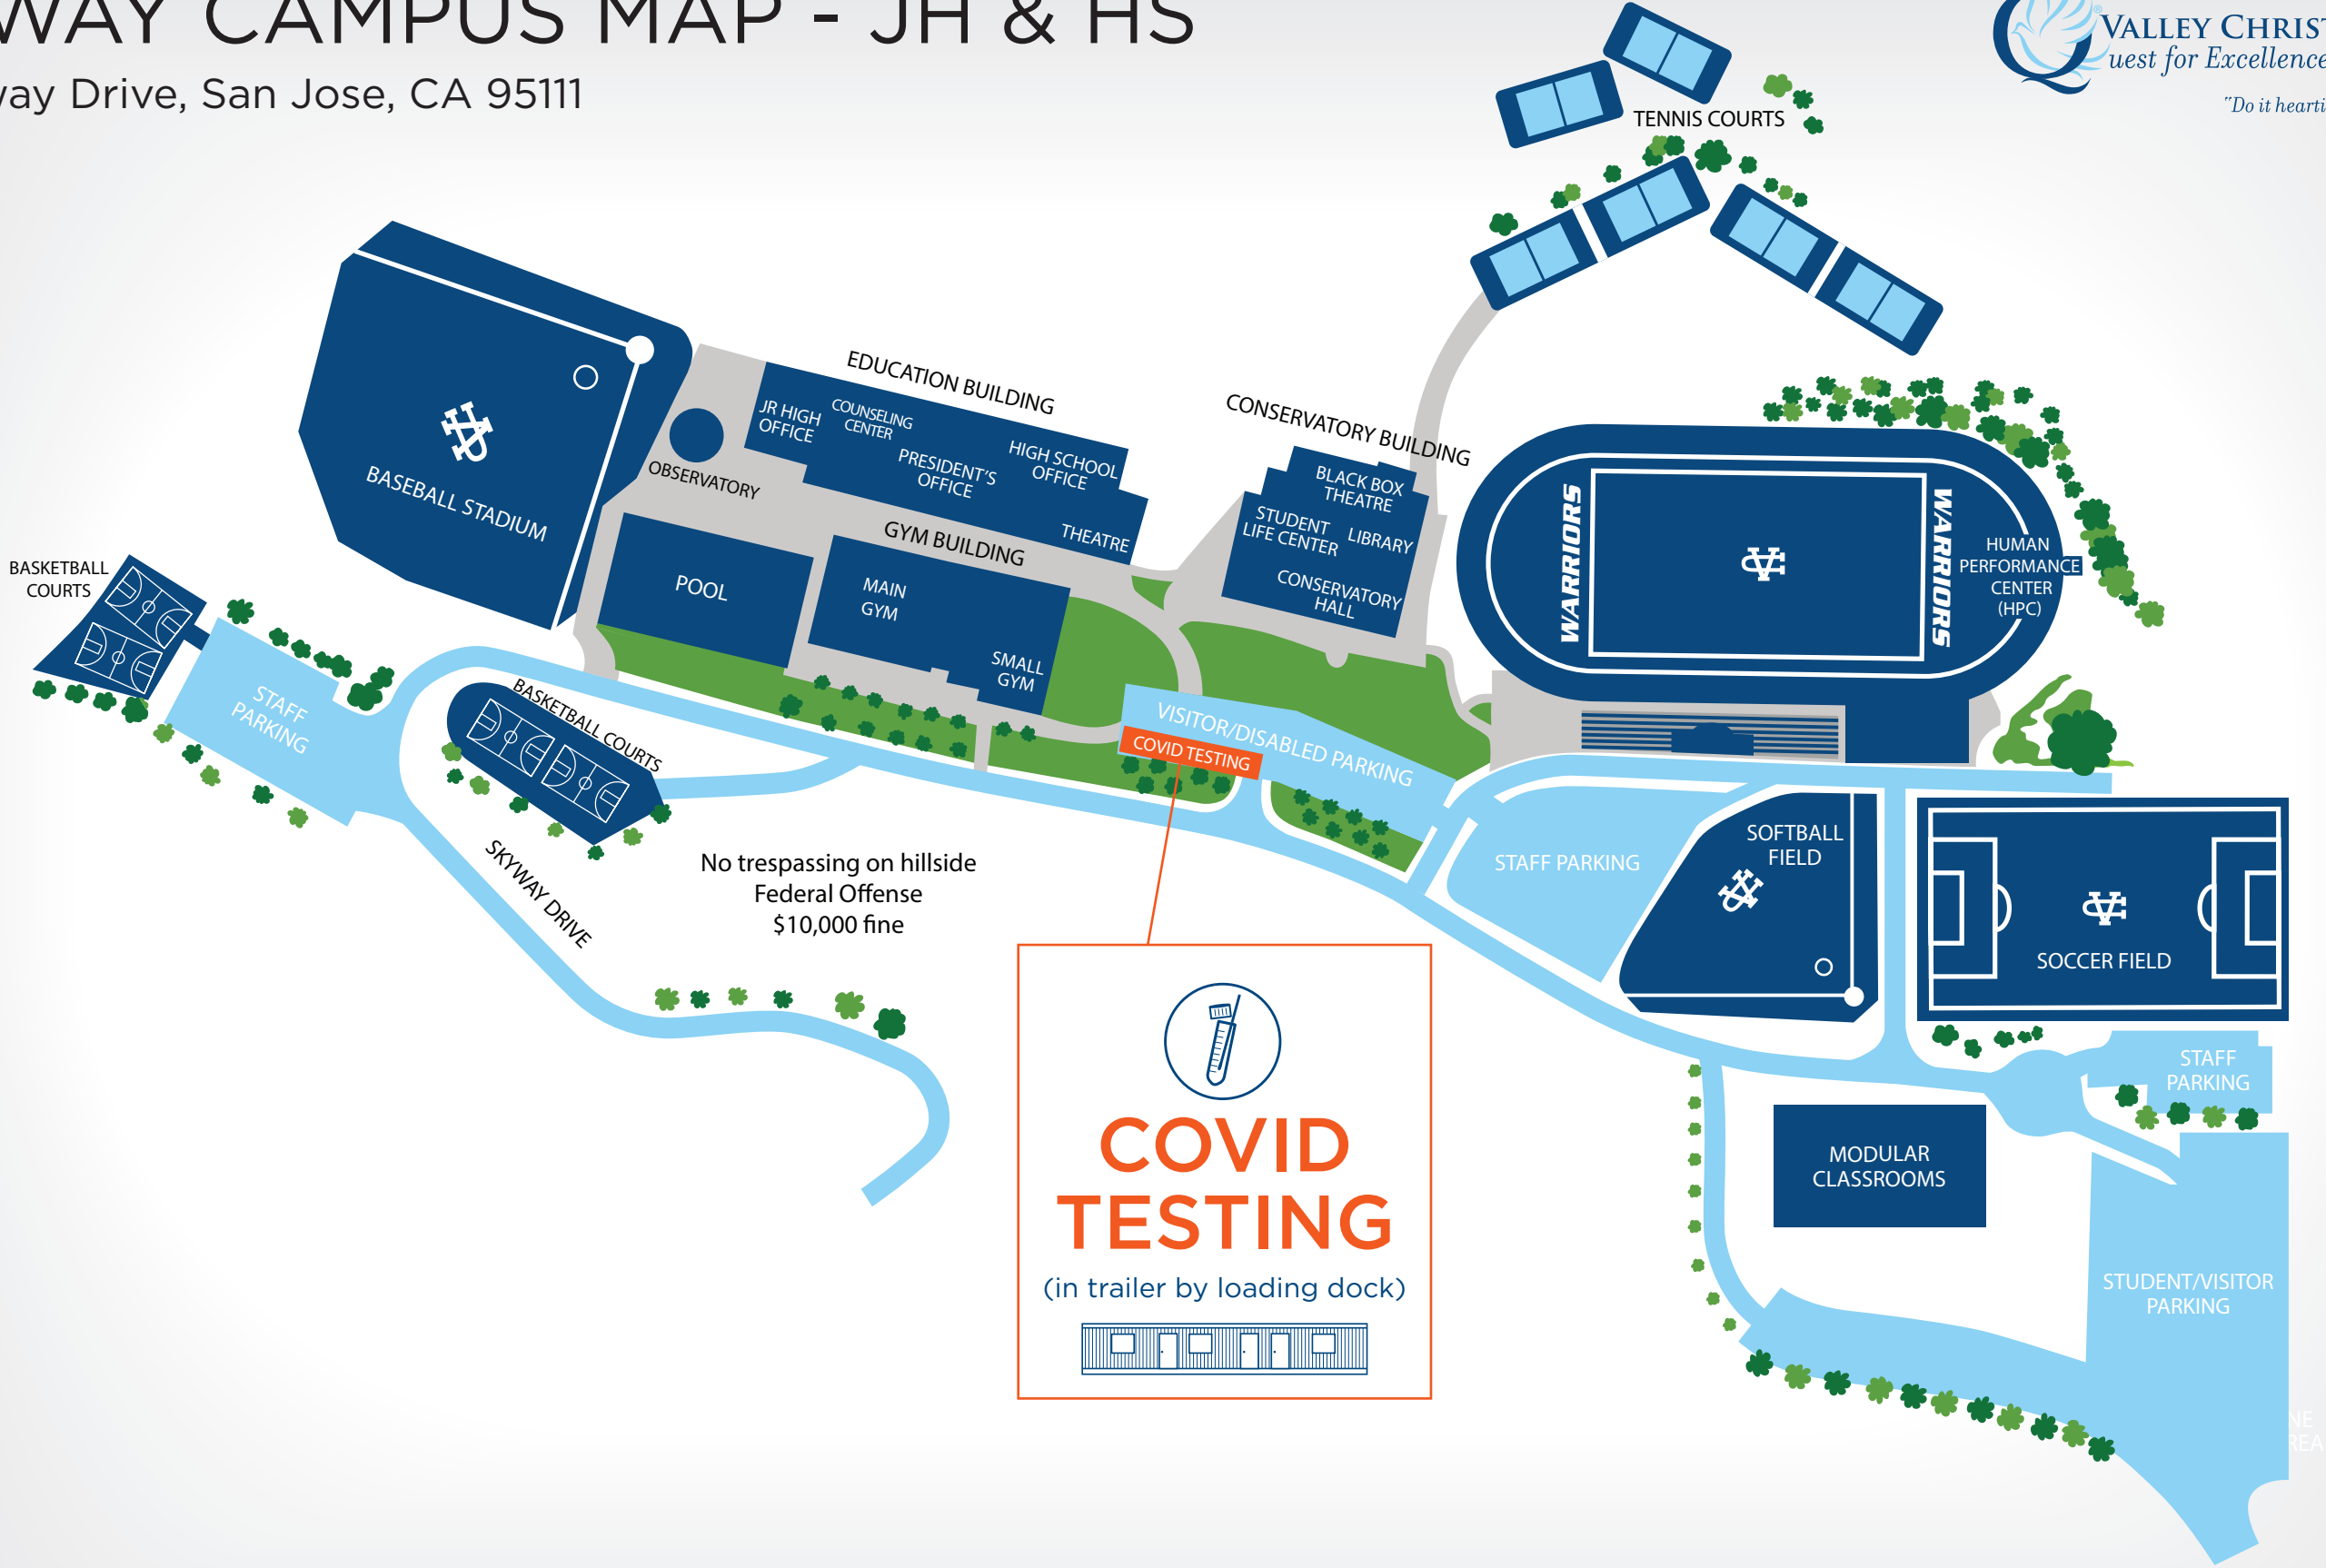 WAY CAMPUS MAP - JH & HS
way Drive, San Jose, CA 95111
VALLEY CHRIST
Quest for Excellence
"Do it hearti
TENNIS COURTS
EDUCATION BUILDING
JR HIGH
OFFICE
COUNSELING
CENTER
PRESIDENT'S
OFFICE
HIGH SCHOOL
OFFICE
THEATRE
CONSERVATORY BUILDING
BLACK BOX
THEATRE
STUDENT
LIFE CENTER
LIBRARY
CONSERVATORY
HALL
BASEBALL STADIUM
OBSERVATORY
GYM BUILDING
POOL
MAIN
GYM
SMALL
GYM
WARRIORS
WARRIORS
HUMAN
PERFORMANCE
CENTER
(HPC)
BASKETBALL
COURTS
STAFF
PARKING
BASKETBALL COURTS
VISITOR/DISABLED PARKING
COVID TESTING
SKYWAY DRIVE
No trespassing on hillside
Federal Offense
$10,000 fine
STAFF PARKING
SOFTBALL
FIELD
SOCCER FIELD
STAFF
PARKING
MODULAR
CLASSROOMS
STUDENT/VISITOR
PARKING
COVID
TESTING
(in trailer by loading dock)
NE
REA